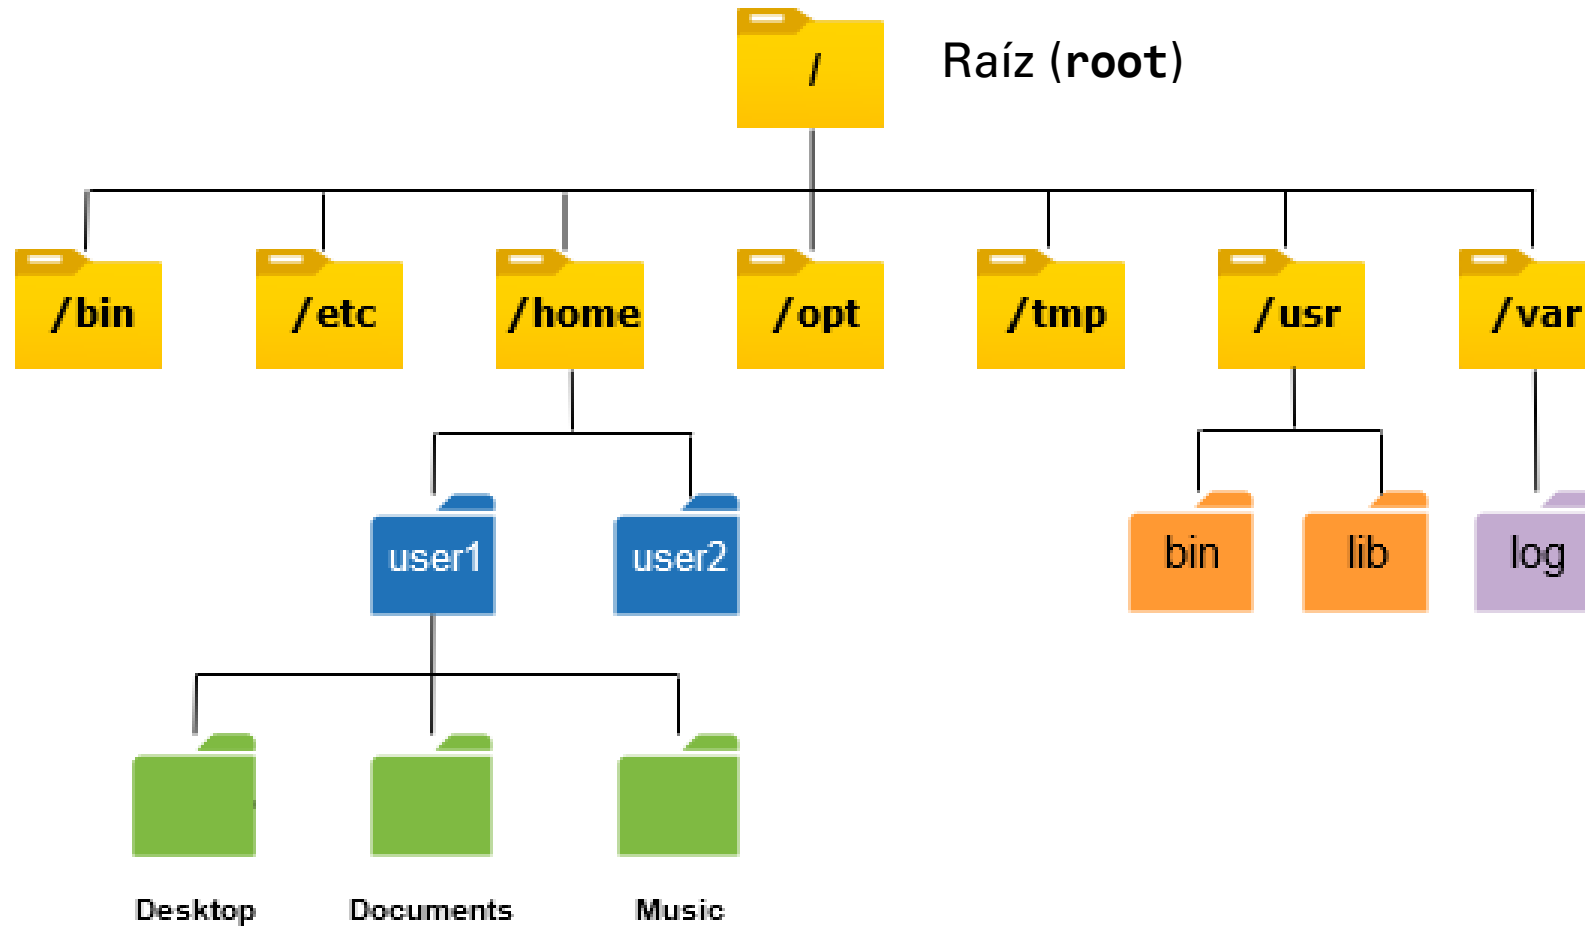 /
Raíz (root)
/bin /etc /home /opt /tmp /usr /var
user1 user2 bin lib log
Desktop Documents Music